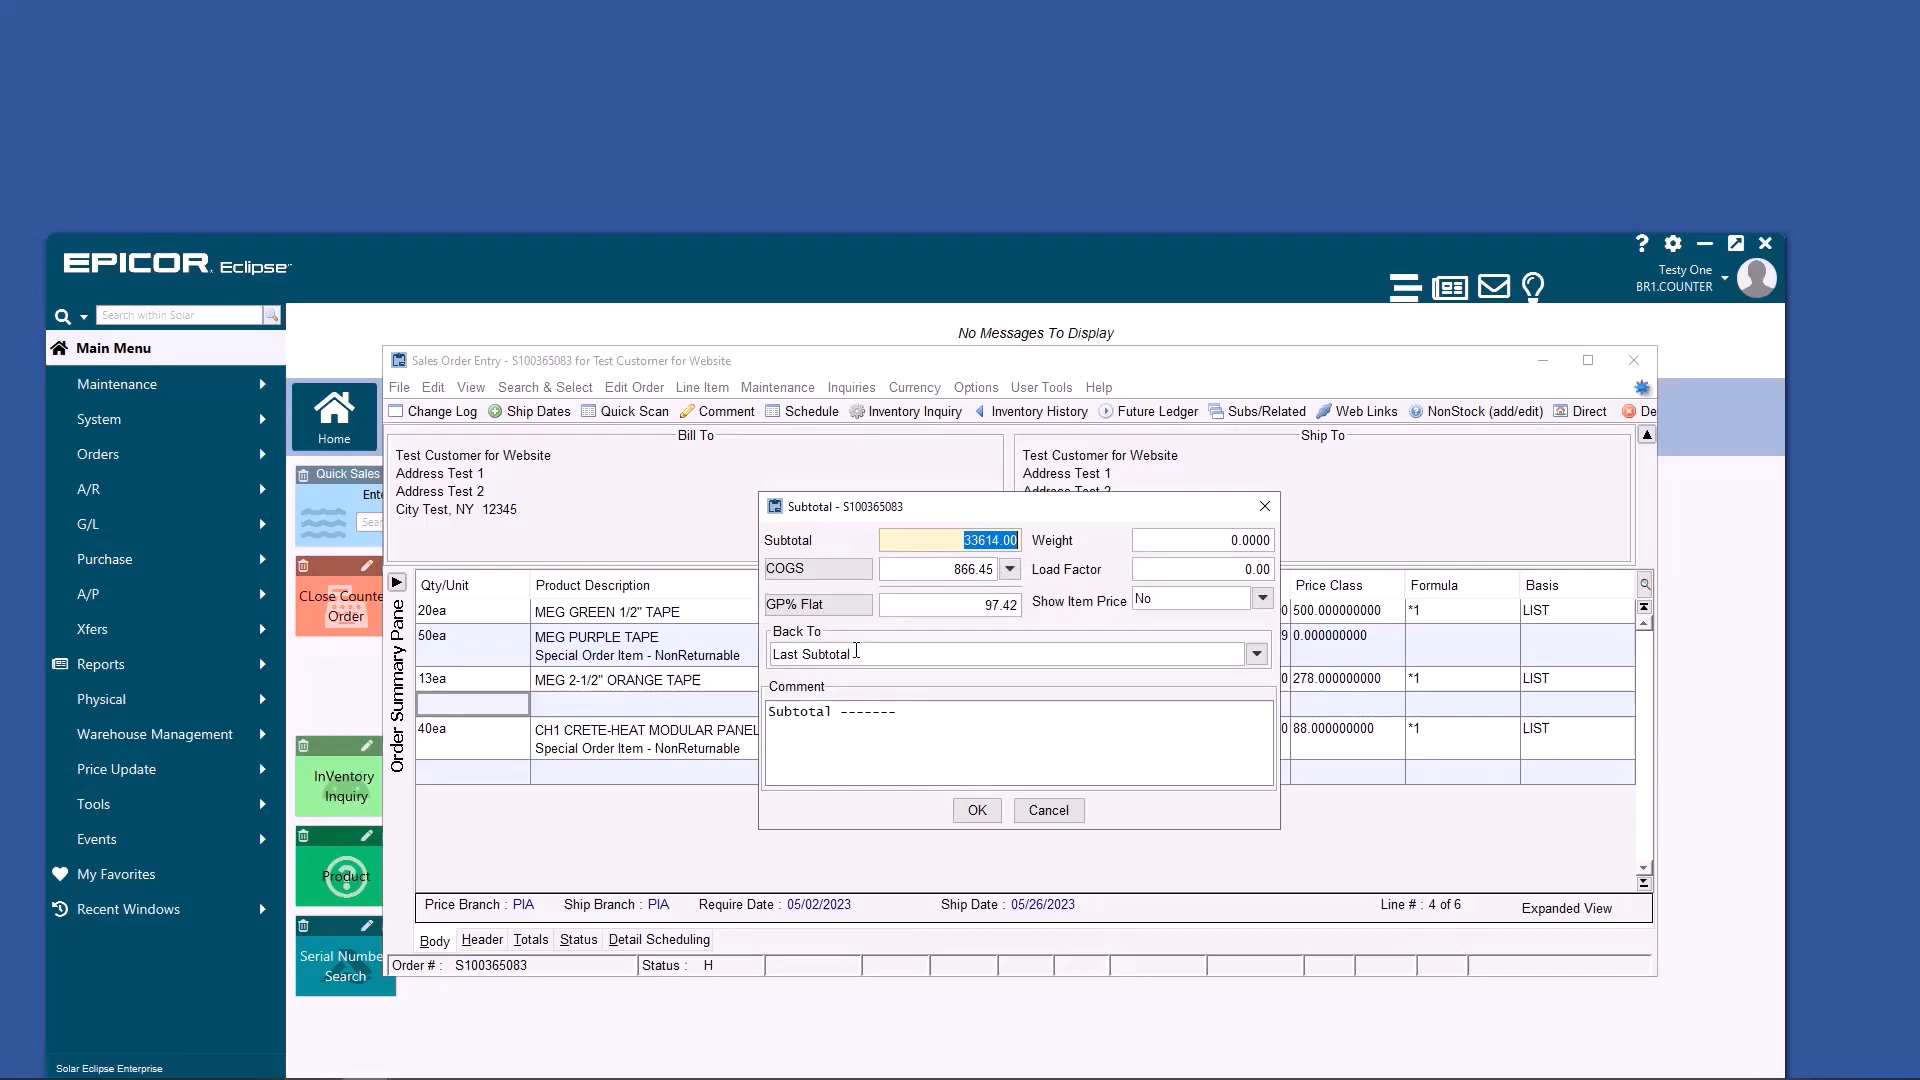 EPICOR Eclipse
Testy One
BR1.COUNTER
Search within Solar
No Messages To Display
Main Menu
Maintenance
System
Orders
A/R
G/L
Purchase
A/P
Xfers
Reports
Physical
Warehouse Management
Price Update
Tools
Events
My Favorites
Recent Windows
Solar Eclipse Enterprise
Home
Quick Sales
Ente
Sear
CLose Counte
Order
InVentory
Inquiry
Product
Serial Numbe
Search
Sales Order Entry - S100365083 for Test Customer for Website
File Edit View Search & Select Edit Order Line Item Maintenance Inquiries Currency Options User Tools Help
Change Log Ship Dates Quick Scan Comment Schedule Inventory Inquiry Inventory History Future Ledger Subs/Related Web Links NonStock (add/edit) Direct De
Bill To
Test Customer for Website
Address Test 1
Address Test 2
City Test, NY 12345
Ship To
Test Customer for Website
Address Test 1
Address Test 2
Order Summary Pane
Qty/Unit Product Description Price Class Formula Basis
20ea MEG GREEN 1/2" TAPE 0 500.000000000 *1 LIST
50ea MEG PURPLE TAPE 9 0.000000000
Special Order Item - NonReturnable
13ea MEG 2-1/2" ORANGE TAPE 0 278.000000000 *1 LIST
40ea CH1 CRETE-HEAT MODULAR PANEL 0 88.000000000 *1 LIST
Special Order Item - NonReturnable
Subtotal - S100365083
Subtotal 33614.00 Weight 0.0000
COGS 866.45 Load Factor 0.00
GP% Flat 97.42 Show Item Price No
Back To
Last Subtotal
Comment
Subtotal -------
OK Cancel
Price Branch : PIA Ship Branch : PIA Require Date : 05/02/2023 Ship Date : 05/26/2023 Line # : 4 of 6 Expanded View
Body Header Totals Status Detail Scheduling
Order # : S100365083 Status : H